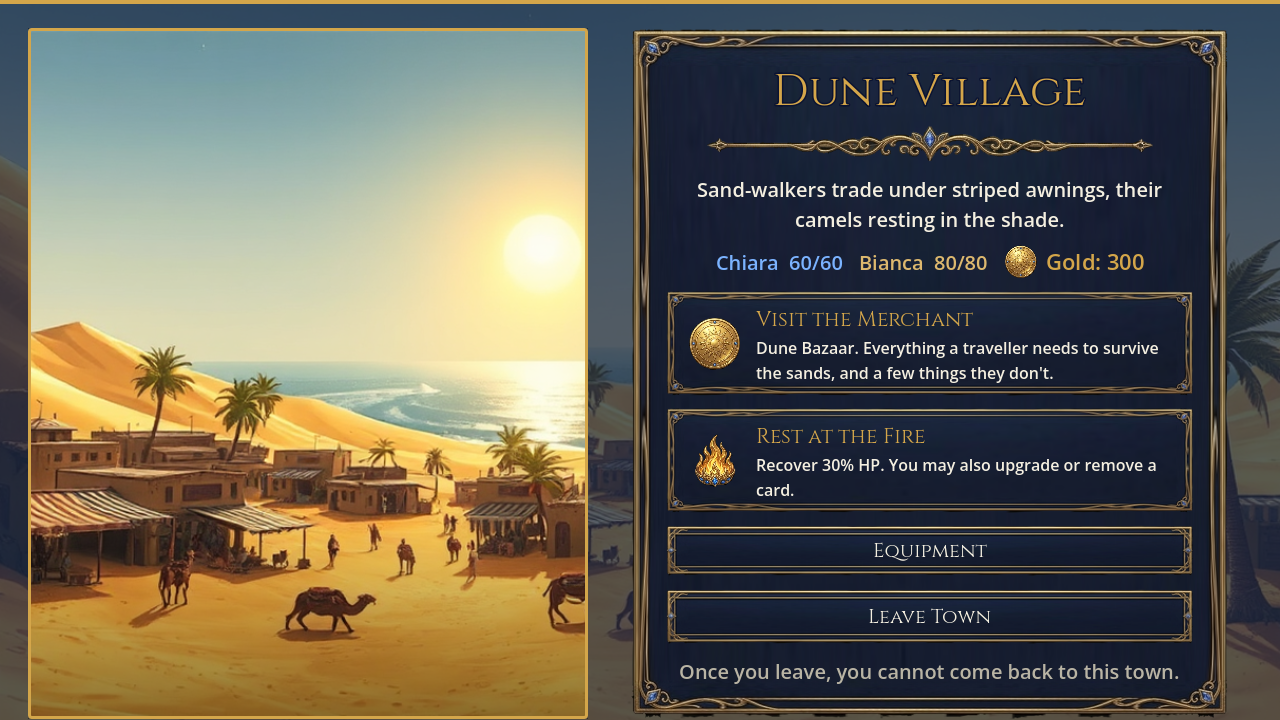 Dune Village
Sand-walkers trade under striped awnings, their
camels resting in the shade.
Chiara 60/60 Bianca 80/80 Gold: 300
Visit the Merchant
Dune Bazaar. Everything a traveller needs to survive
the sands, and a few things they don't.
Rest at the Fire
Recover 30% HP. You may also upgrade or remove a
card.
Equipment
Leave Town
Once you leave, you cannot come back to this town.